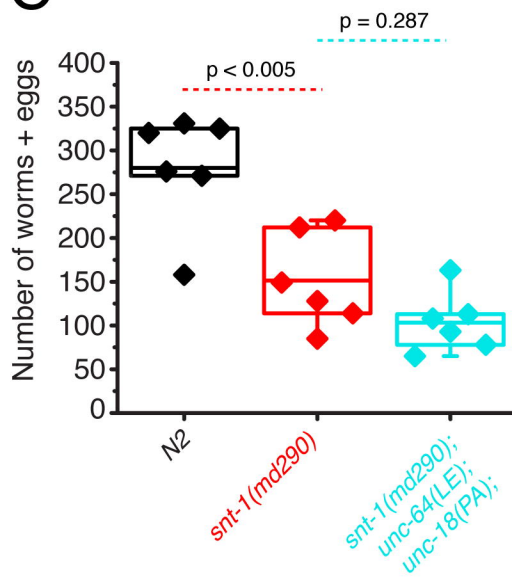 p = 0.287
p < 0.005
Number of worms + eggs
400
350
300
250
200
150
100
50
0
N2
snt-1(md290)
snt-1(md290);
unc-64(LE);
unc-18(PA);